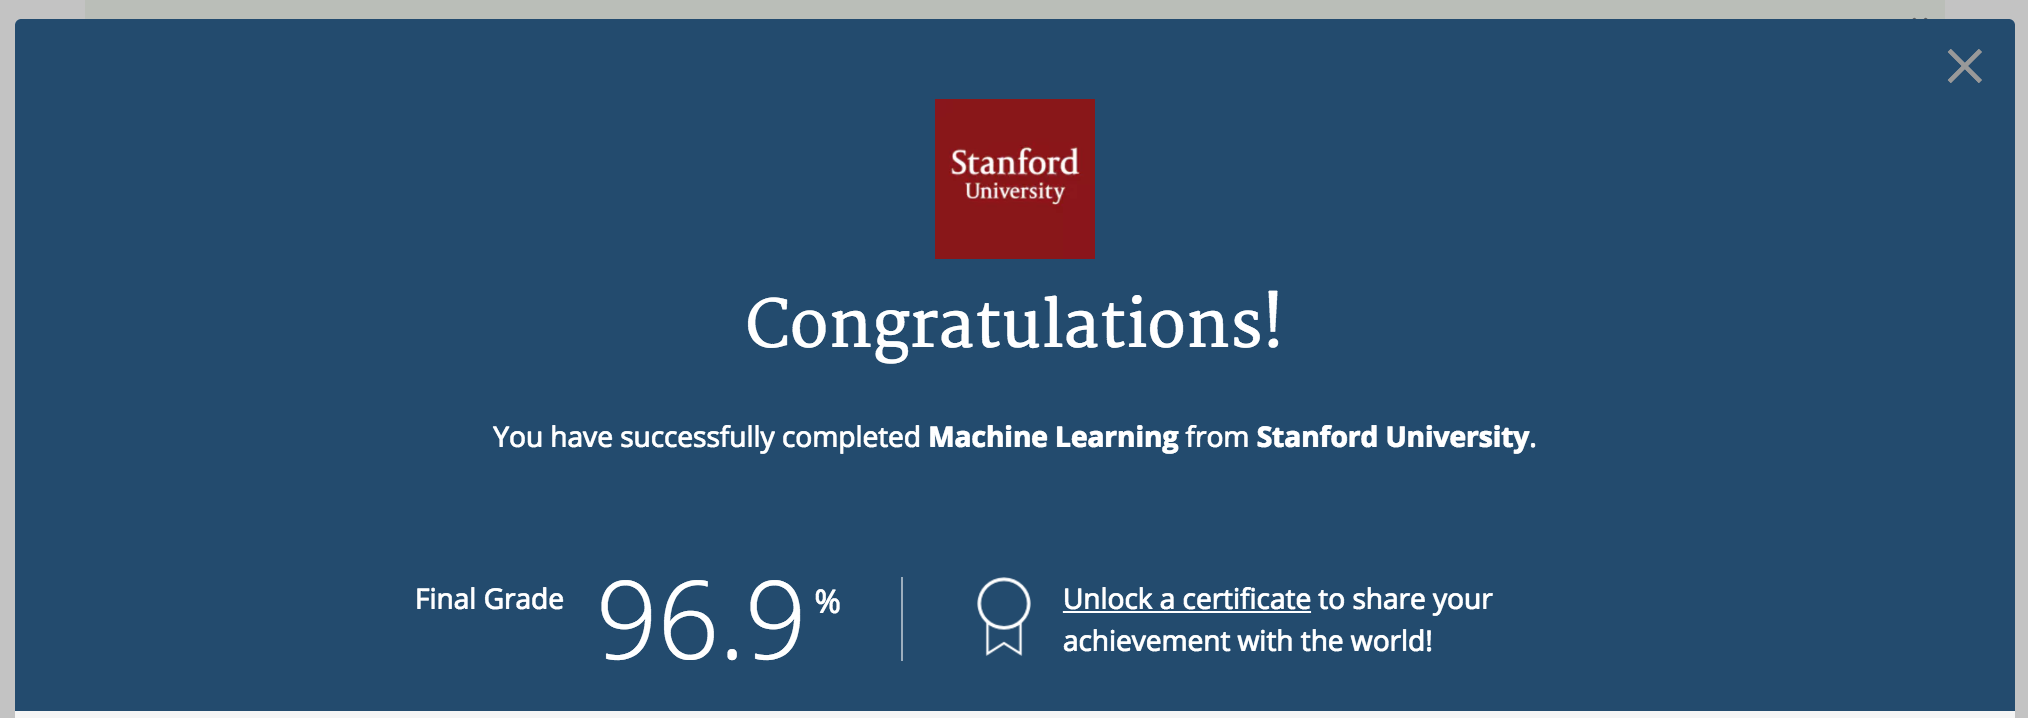 Stanford
University
Congratulations!
You have successfully completed Machine Learning from Stanford University.
Final Grade 96.9 %
Unlock a certificate to share your
achievement with the world!